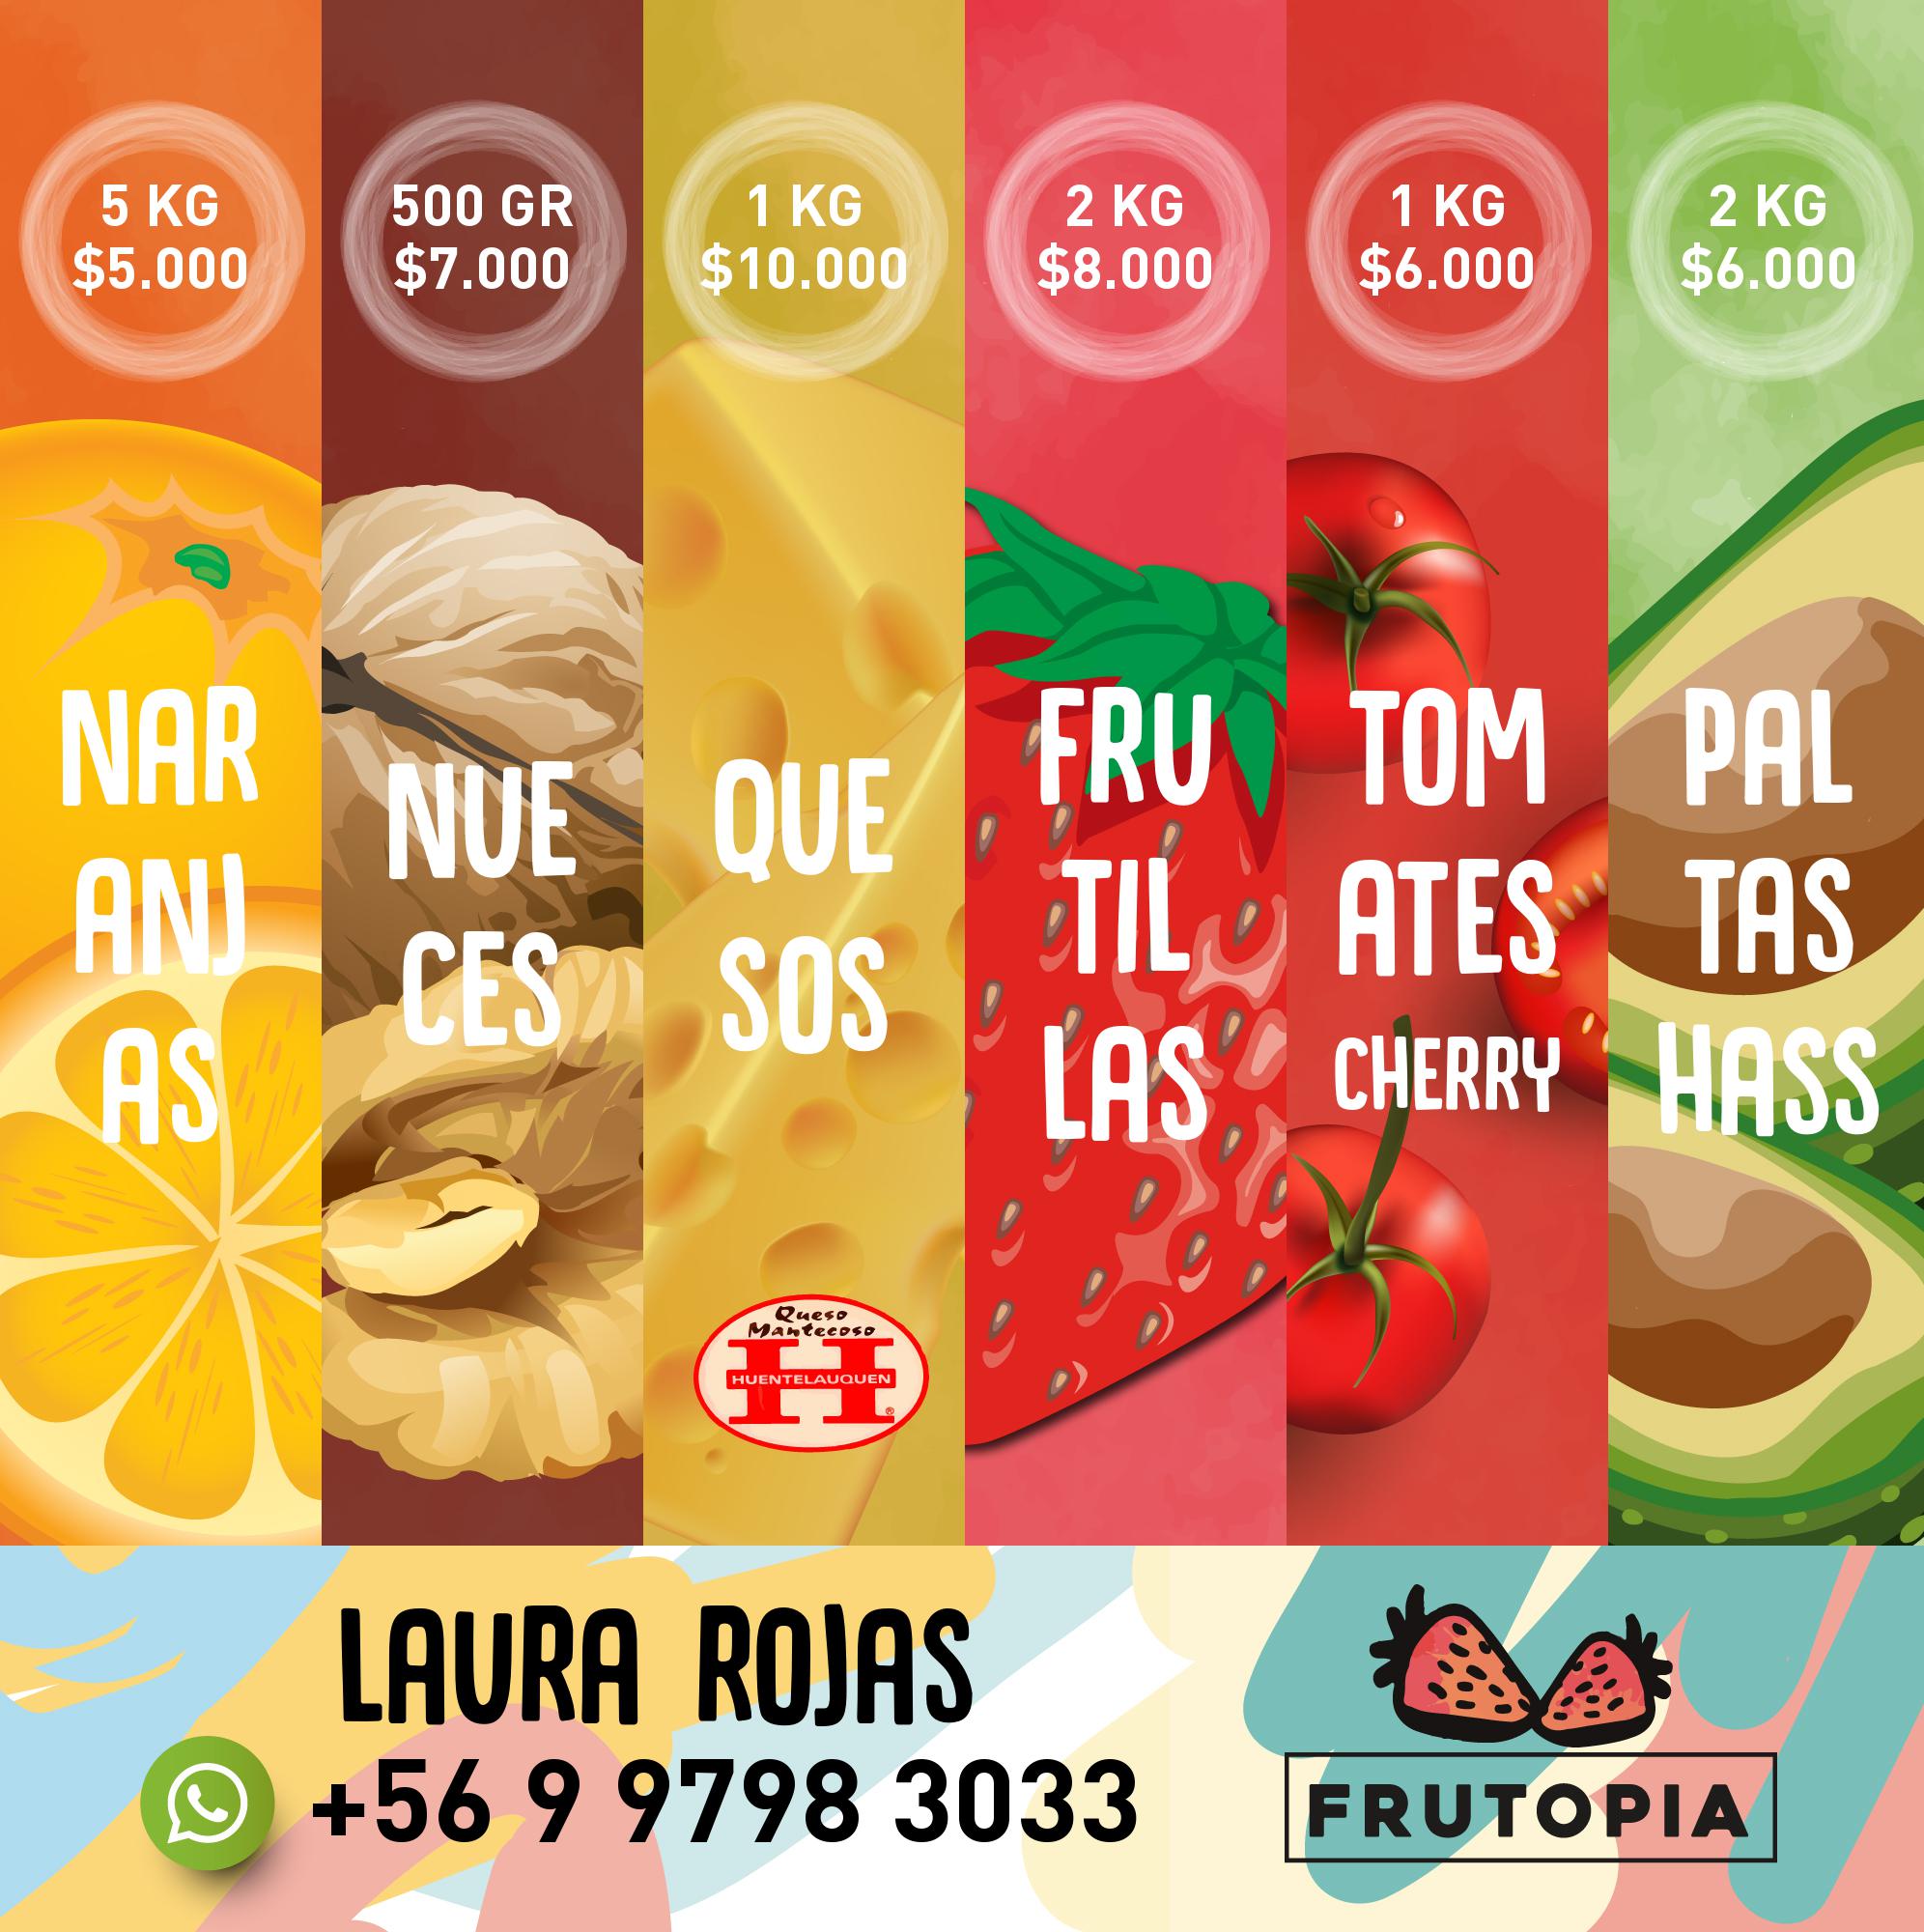 5 KG
$5.000
NAR
ANJ
AS
500 GR
$7.000
NUE
CES
1 KG
$10.000
QUE
SOS
Queso
Mantecoso
H
HUENTELAUQUEN
®
2 KG
$8.000
FRU
TIL
LAS
1 KG
$6.000
TOM
ATES
CHERRY
2 KG
$6.000
PAL
TAS
HASS
LAURA ROJAS
+56 9 9798 3033
FRUTOPIA